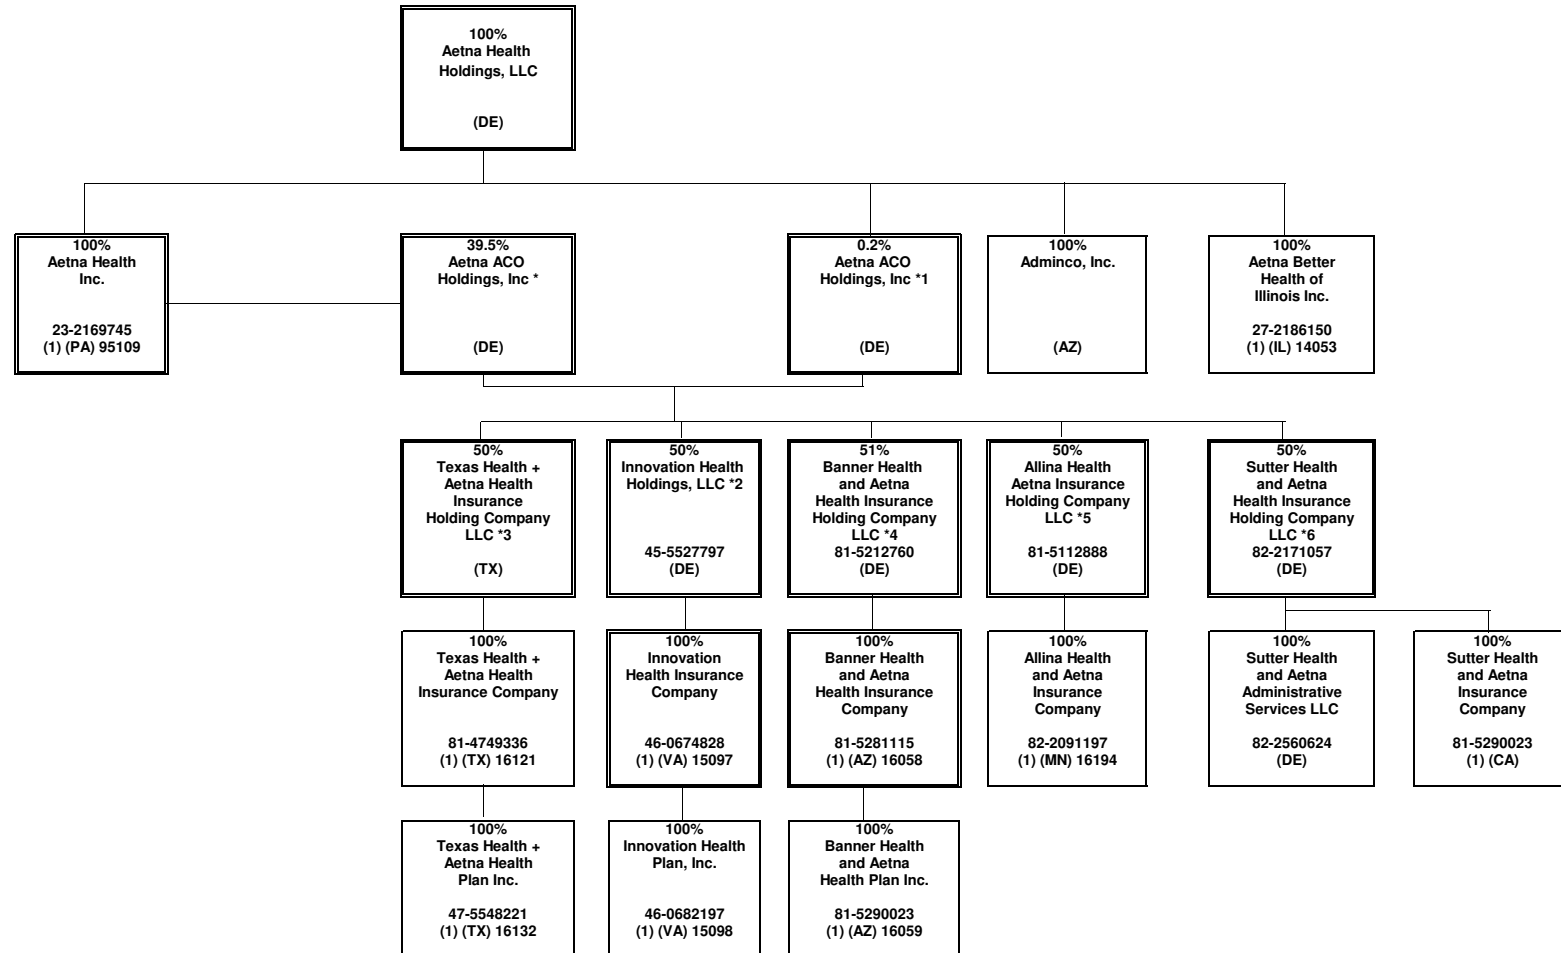 100%
Aetna Health
Holdings, LLC
(DE)
100%
Aetna Health
Inc.
23-2169745
(1) (PA) 95109
39.5%
Aetna ACO
Holdings, Inc *
(DE)
0.2%
Aetna ACO
Holdings, Inc *1
(DE)
100%
Adminco, Inc.
(AZ)
100%
Aetna Better
Health of
Illinois Inc.
27-2186150
(1) (IL) 14053
50%
Texas Health +
Aetna Health
Insurance
Holding Company
LLC *3
(TX)
50%
Innovation Health
Holdings, LLC *2
45-5527797
(DE)
51%
Banner Health
and Aetna
Health Insurance
Holding Company
LLC *4
81-5212760
(DE)
50%
Allina Health
Aetna Insurance
Holding Company
LLC *5
81-5112888
(DE)
50%
Sutter Health
and Aetna
Health Insurance
Holding Company
LLC *6
82-2171057
(DE)
100%
Texas Health +
Aetna Health
Insurance Company
81-4749336
(1) (TX) 16121
100%
Innovation
Health Insurance
Company
46-0674828
(1) (VA) 15097
100%
Banner Health
and Aetna
Health Insurance
Company
81-5281115
(1) (AZ) 16058
100%
Allina Health
and Aetna
Insurance
Company
82-2091197
(1) (MN) 16194
100%
Sutter Health
and Aetna
Administrative
Services LLC
82-2560624
(DE)
100%
Sutter Health
and Aetna
Insurance
Company
81-5290023
(1) (CA)
100%
Texas Health +
Aetna Health
Plan Inc.
47-5548221
(1) (TX) 16132
100%
Innovation Health
Plan, Inc.
46-0682197
(1) (VA) 15098
100%
Banner Health
and Aetna
Health Plan Inc.
81-5290023
(1) (AZ) 16059